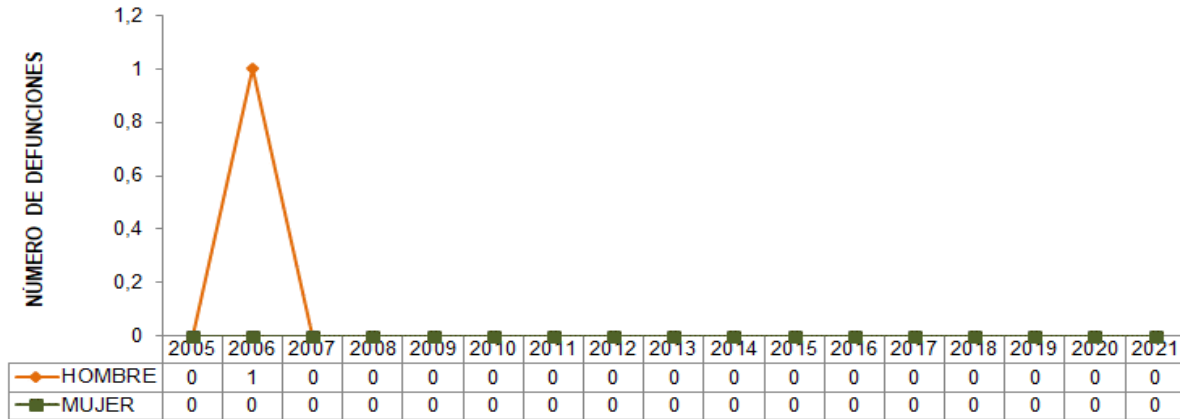 NÚMERO DE DEFUNCIONES
1,2
1
0,8
0,6
0,4
0,2
0
2005 2006 2007 2008 2009 2010 2011 2012 2013 2014 2015 2016 2017 2018 2019 2020 2021
HOMBRE 0 1 0 0 0 0 0 0 0 0 0 0 0 0 0 0 0
MUJER 0 0 0 0 0 0 0 0 0 0 0 0 0 0 0 0 0